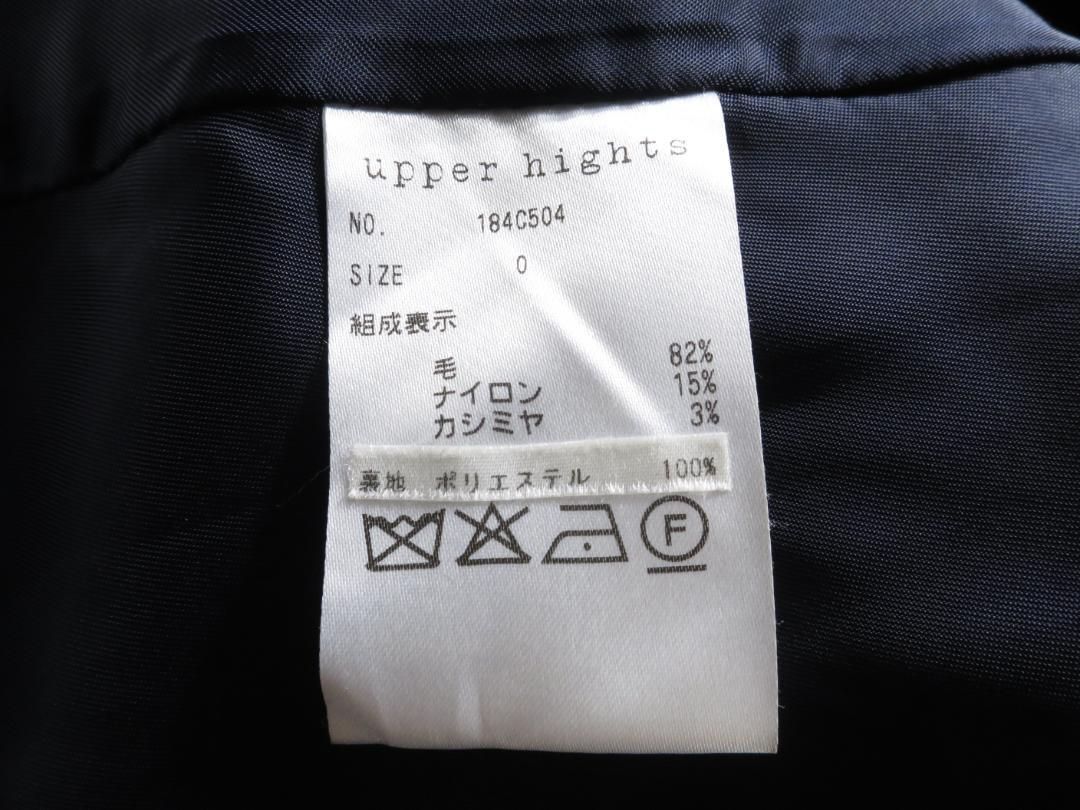 upper hights
NO. 184C504
SIZE 0
組成表示
毛 82%
ナイロン 15%
カシミヤ 3%
裏地 ポリエステル 100%
F